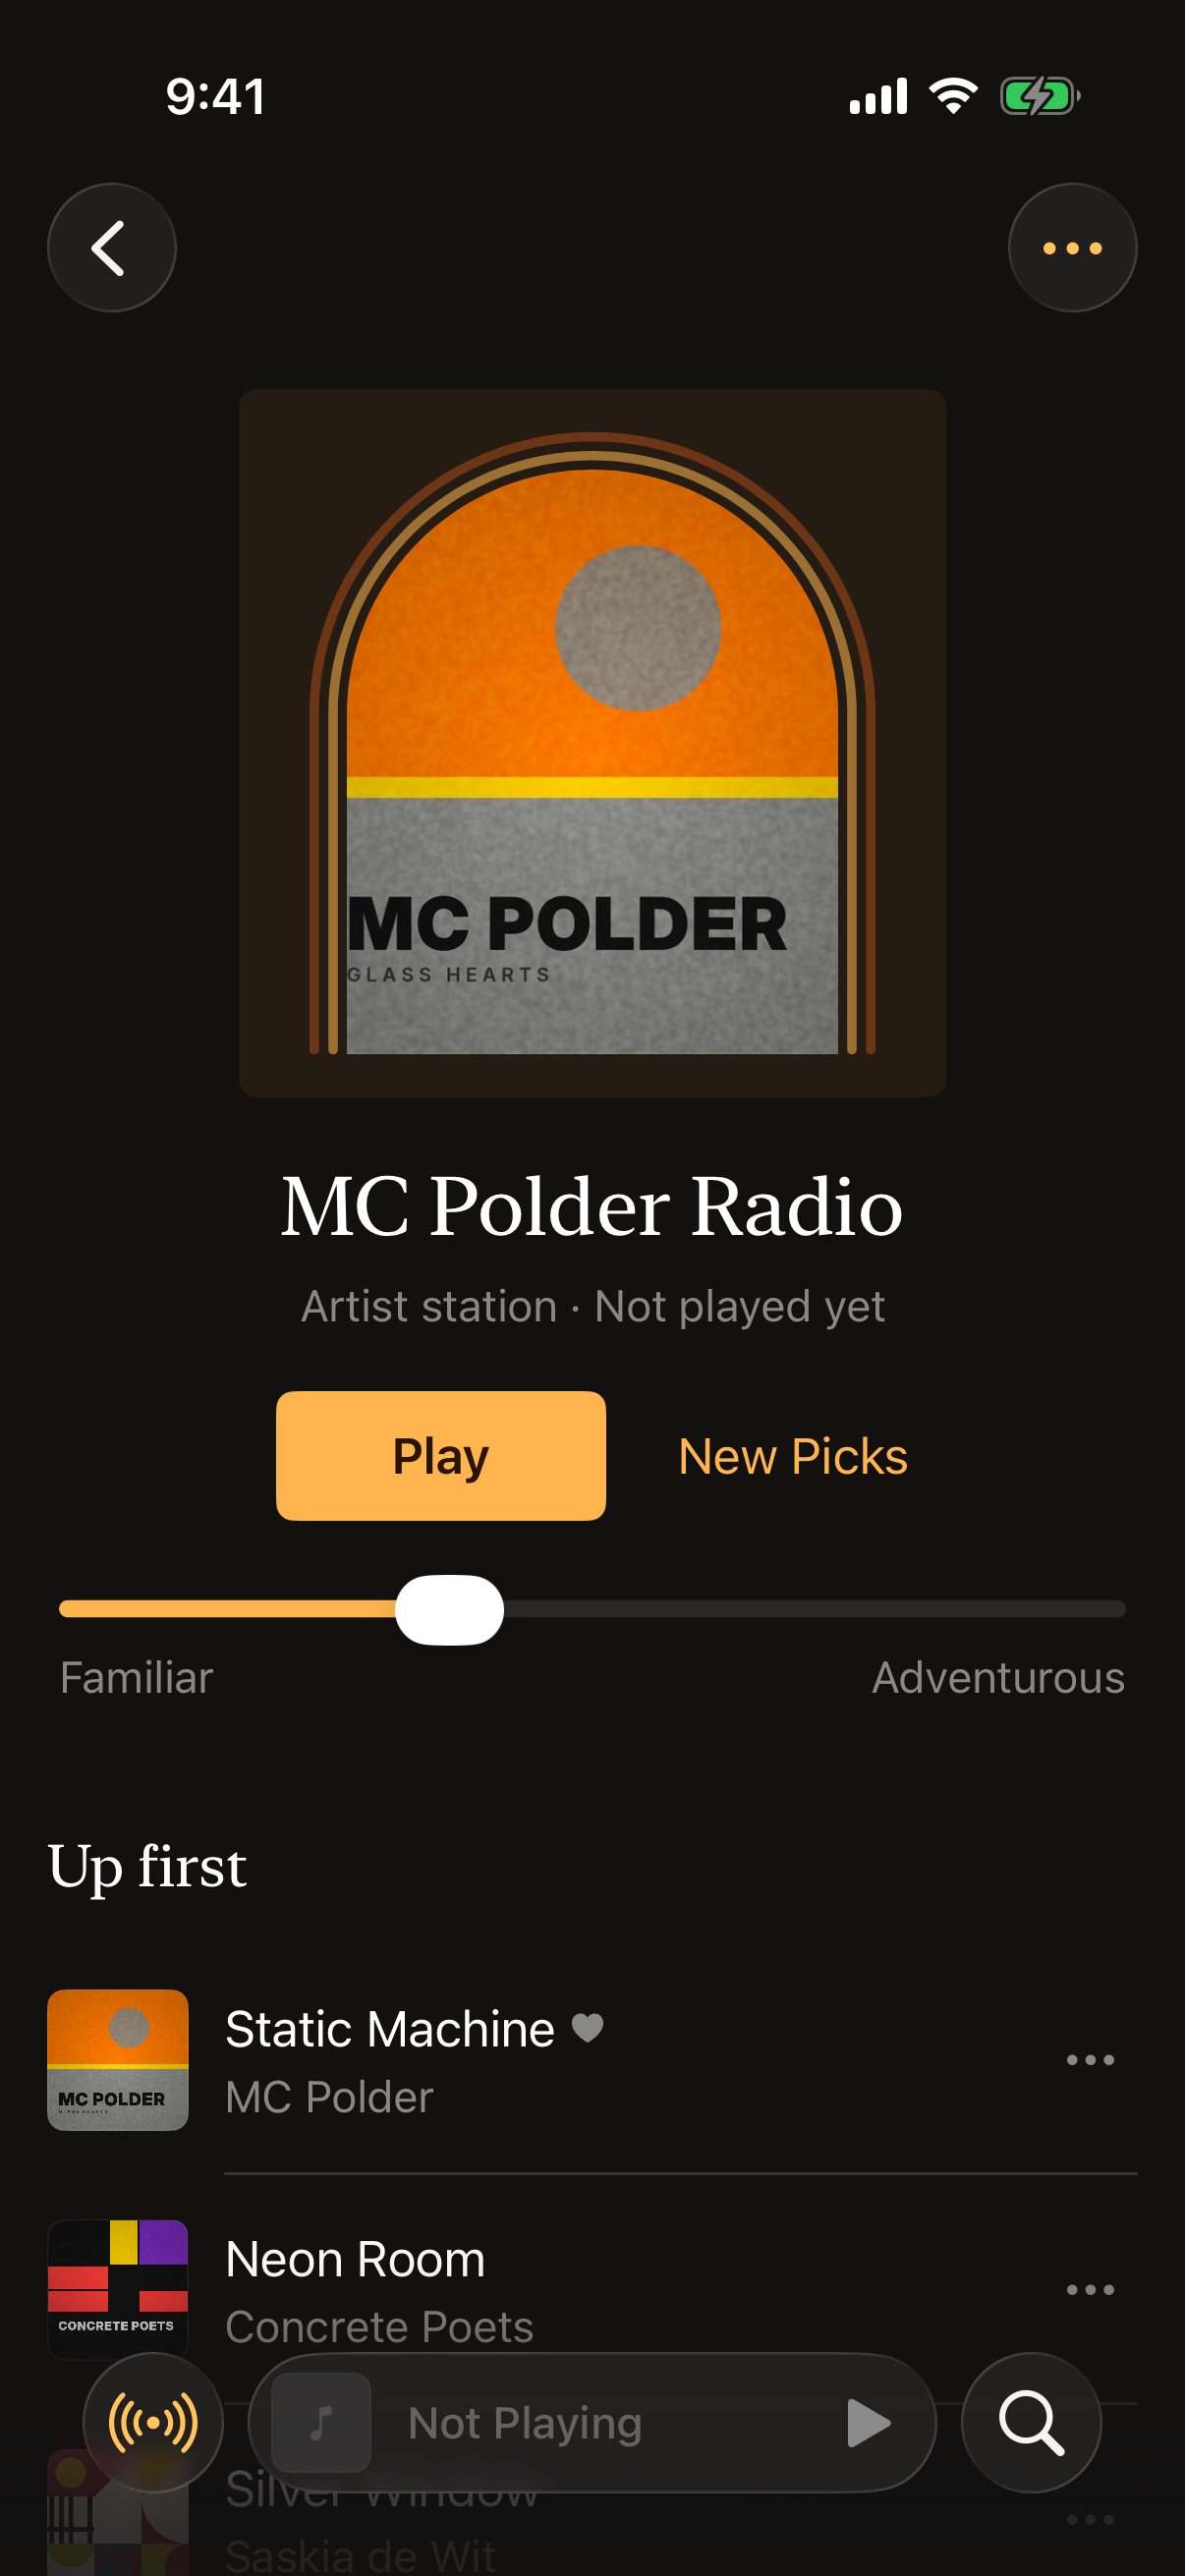 9:41
MC POLDER
GLASS HEARTS
MC Polder Radio
Artist station · Not played yet
Play
New Picks
Familiar
Adventurous
Up first
MC POLDER
Static Machine
MC Polder
CONCRETE POETS
Neon Room
Concrete Poets
Not Playing
Silver Window
Saskia de Wit